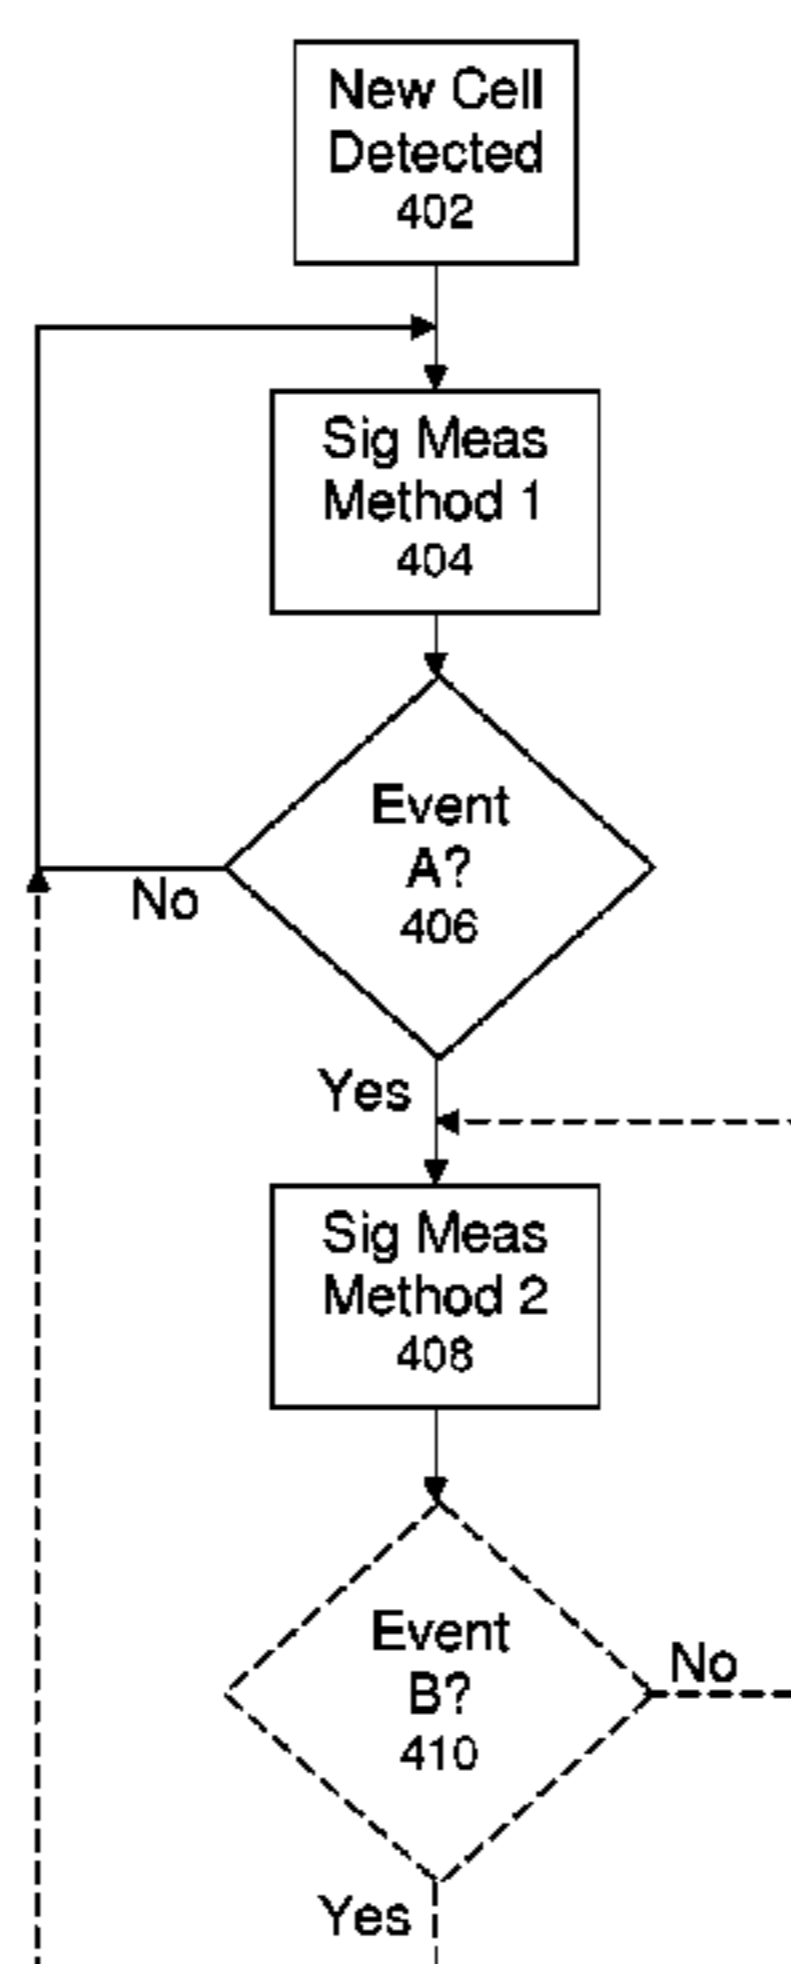 New Cell
Detected
402
Sig Meas
Method 1
404
Event
A?
406
No
Yes
Sig Meas
Method 2
408
Event
B?
410
No
Yes